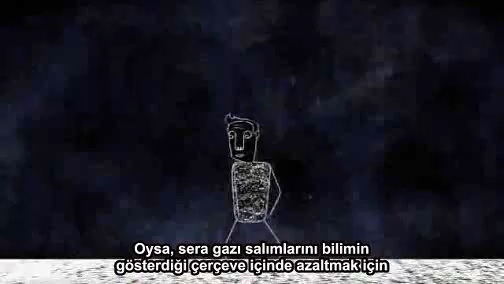 Oysa, sera gazı salımlarını bilimin
gösterdiği çerçeve içinde azaltmak için